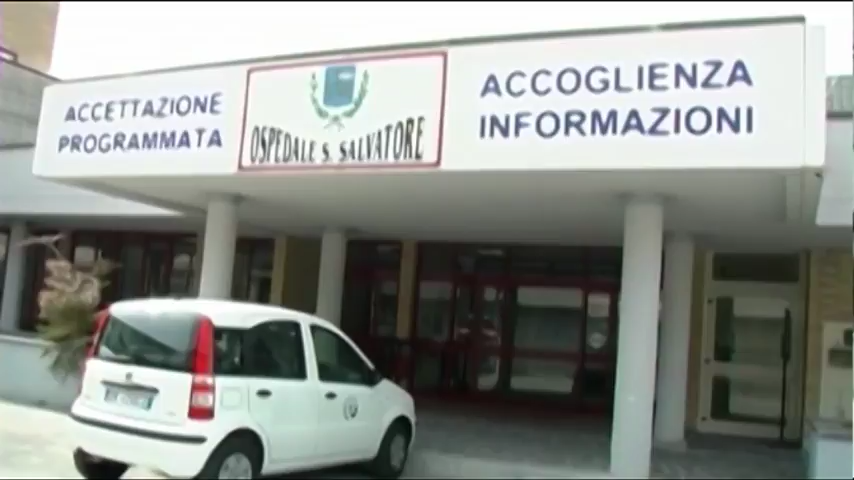 ACCETTAZIONE
PROGRAMMATA
OSPEDALE S. SALVATORE
ACCOGLIENZA
INFORMAZIONI